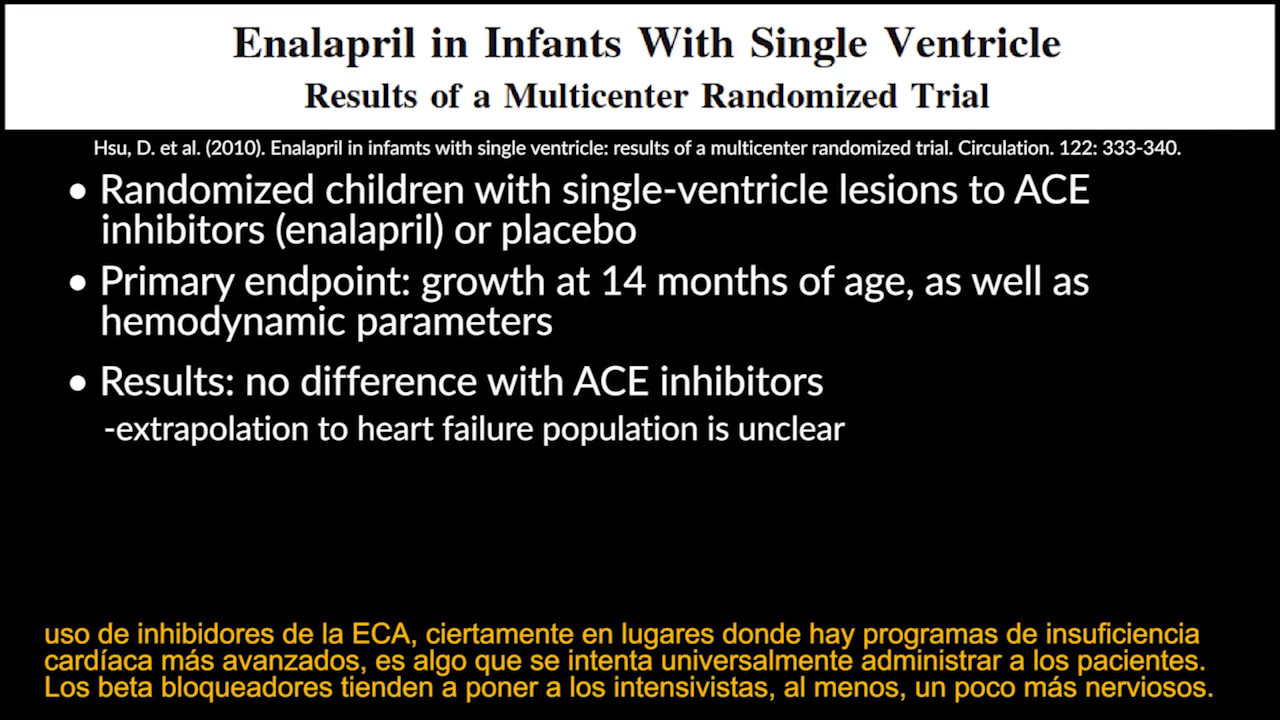 Enalapril in Infants With Single Ventricle
Results of a Multicenter Randomized Trial
Hsu, D. et al. (2010). Enalapril in infamts with single ventricle: results of a multicenter randomized trial. Circulation. 122: 333-340.
• Randomized children with single-ventricle lesions to ACE
inhibitors (enalapril) or placebo
• Primary endpoint: growth at 14 months of age, as well as
hemodynamic parameters
• Results: no difference with ACE inhibitors
-extrapolation to heart failure population is unclear
uso de inhibidores de la ECA, ciertamente en lugares donde hay programas de insuficiencia
cardíaca más avanzados, es algo que se intenta universalmente administrar a los pacientes.
Los beta bloqueadores tienden a poner a los intensivistas, al menos, un poco más nerviosos.